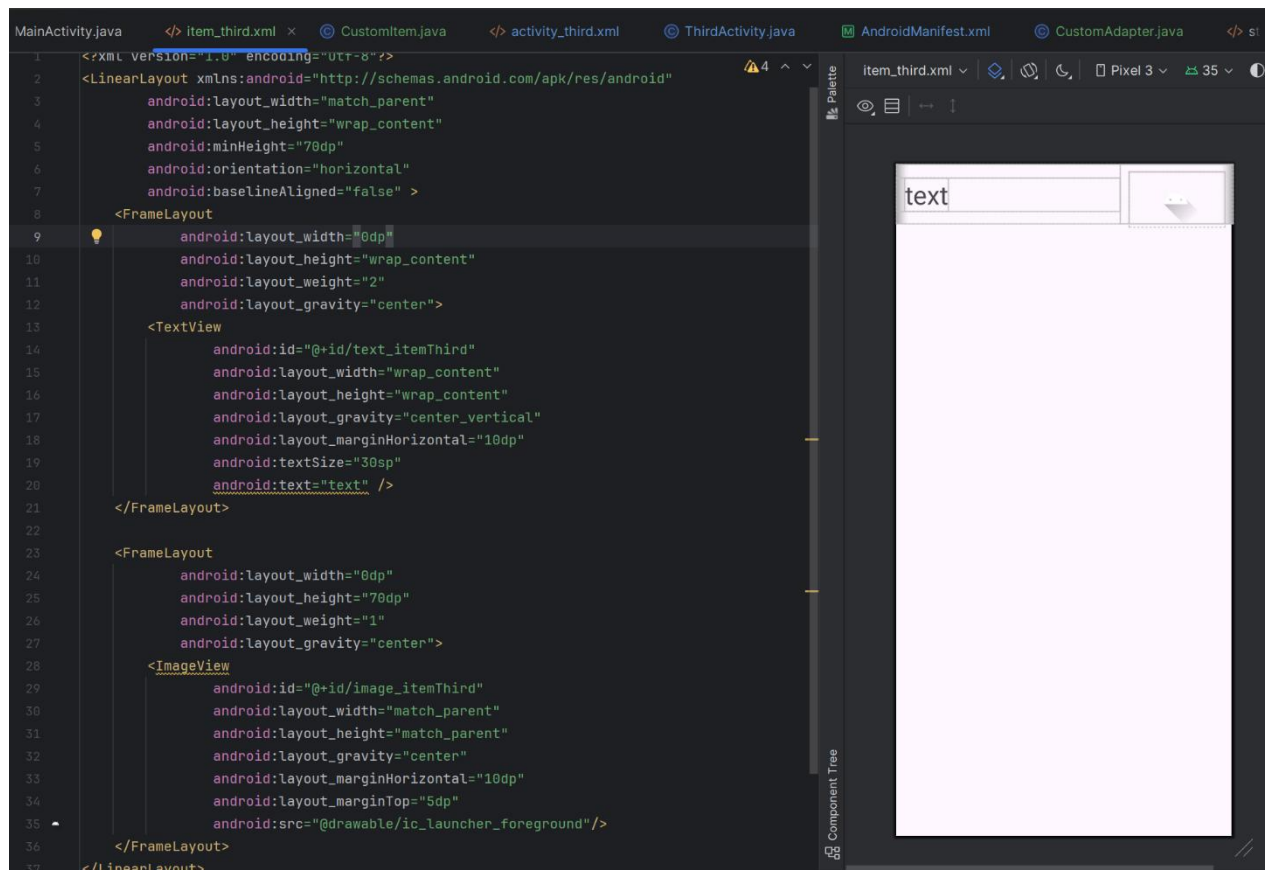 MainActivity.java
item_third.xml ×
CustomItem.java
activity_third.xml
ThirdActivity.java
AndroidManifest.xml
CustomAdapter.java
st
1 <?xml version="1.0" encoding="utf-8"?>
2 <LinearLayout xmlns:android="http://schemas.android.com/apk/res/android"
3 android:layout_width="match_parent"
4 android:layout_height="wrap_content"
5 android:minHeight="70dp"
6 android:orientation="horizontal"
7 android:baselineAligned="false" >
8 <FrameLayout
9 android:layout_width="0dp"
10 android:layout_height="wrap_content"
11 android:layout_weight="2"
12 android:layout_gravity="center">
13 <TextView
14 android:id="@+id/text_itemThird"
15 android:layout_width="wrap_content"
16 android:layout_height="wrap_content"
17 android:layout_gravity="center_vertical"
18 android:layout_marginHorizontal="10dp"
19 android:textSize="30sp"
20 android:text="text" />
21 </FrameLayout>
22
23 <FrameLayout
24 android:layout_width="0dp"
25 android:layout_height="70dp"
26 android:layout_weight="1"
27 android:layout_gravity="center">
28 <ImageView
29 android:id="@+id/image_itemThird"
30 android:layout_width="match_parent"
31 android:layout_height="match_parent"
32 android:layout_gravity="center"
33 android:layout_marginHorizontal="10dp"
34 android:layout_marginTop="5dp"
35 android:src="@drawable/ic_launcher_foreground"/>
36 </FrameLayout>
37 </LinearLayout>
4
Palette
Component Tree
item_third.xml
Pixel 3
35
text